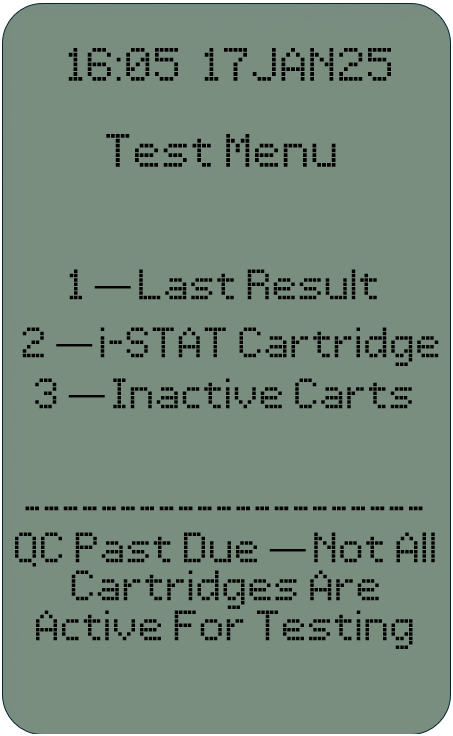 16:05 17JAN25
Test Menu
1 —Last Result
2 —i-STAT Cartridge
3 —Inactive Carts
---------------------
QC Past Due —Not All
Cartridges Are
Active For Testing